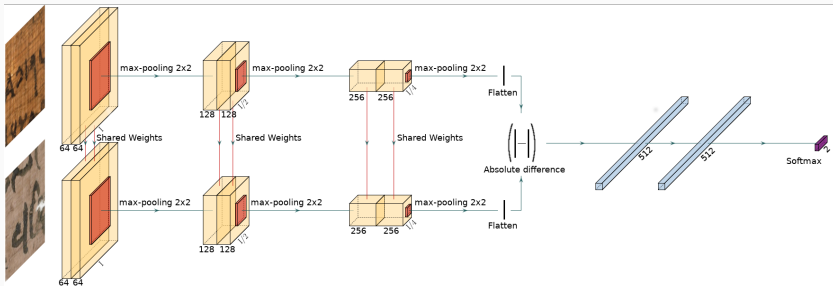 max-pooling 2x2 max-pooling 2x2 max-pooling 2x2
Flatten
64 64 1
128 128 1/2
256 256 1/4
Shared Weights Shared Weights Shared Weights
Absolute difference
512 512 2
Softmax
max-pooling 2x2 max-pooling 2x2 max-pooling 2x2
Flatten
64 64 1
128 128 1/2
256 256 1/4